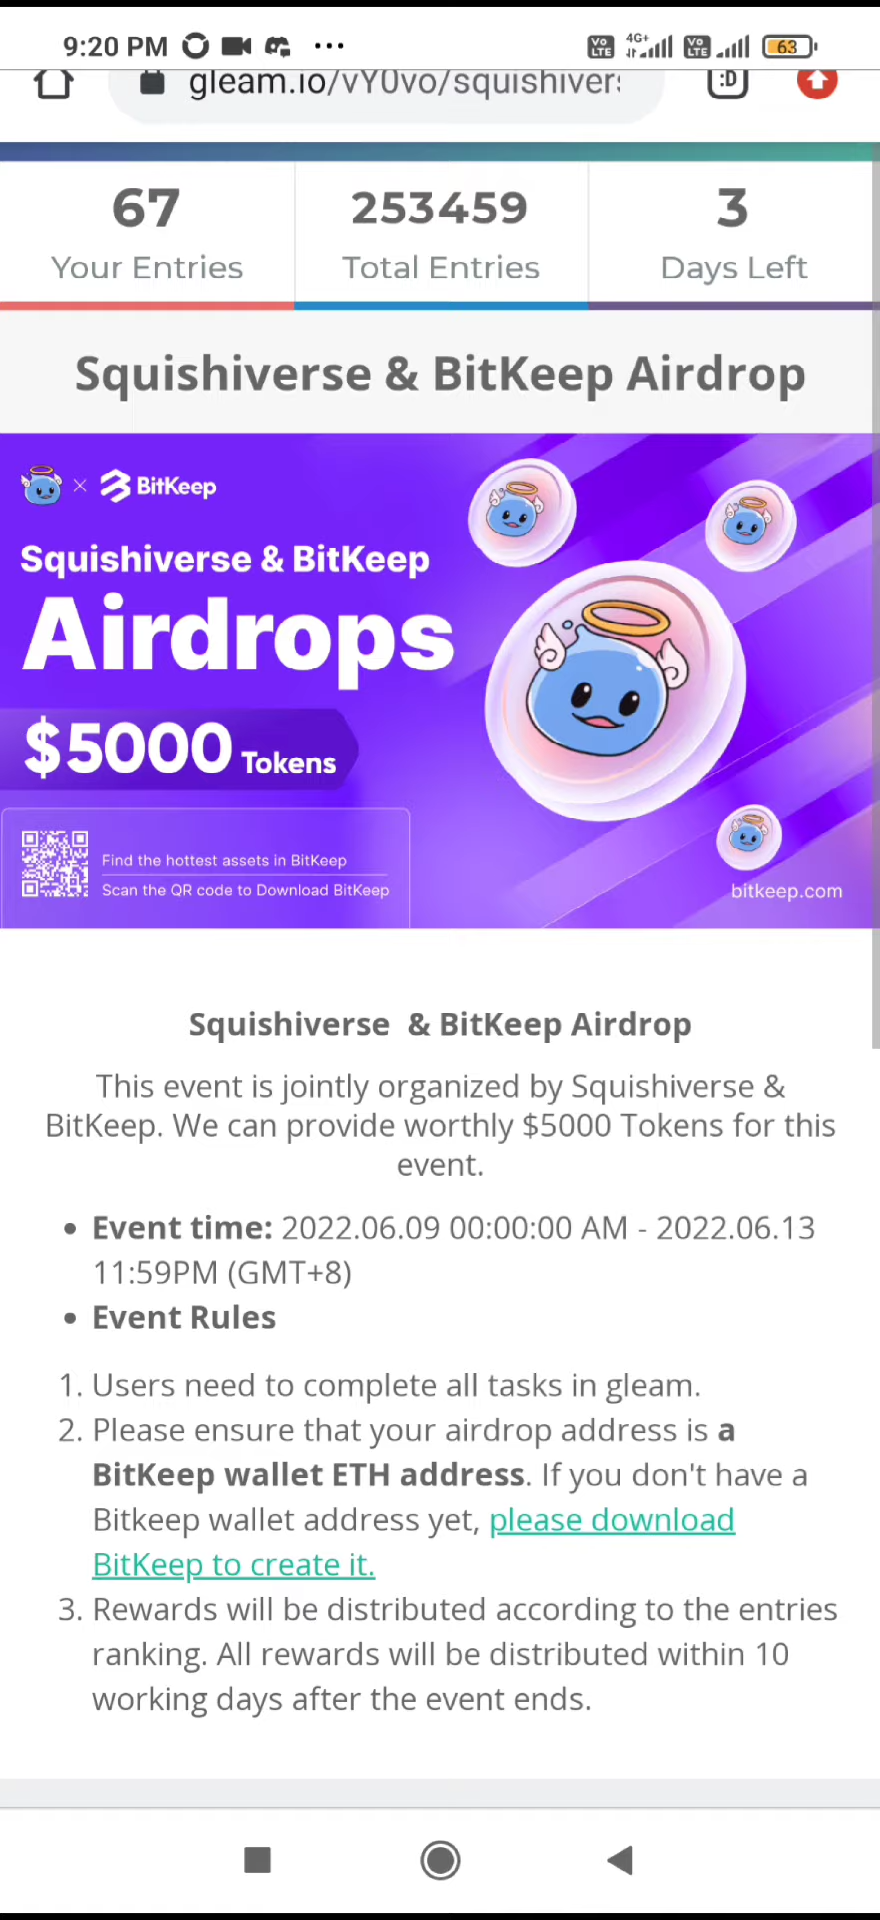 9:20 PM
VO LTE 4G+ VO LTE 63
gleam.io/vY0vo/squishivers
:D
67
253459
3
Your Entries
Total Entries
Days Left
Squishiverse & BitKeep Airdrop
× BitKeep
Squishiverse & BitKeep
Airdrops
$5000 Tokens
Find the hottest assets in BitKeep
Scan the QR code to Download BitKeep
bitkeep.com
Squishiverse & BitKeep Airdrop
This event is jointly organized by Squishiverse &
BitKeep. We can provide worthly $5000 Tokens for this
event.
• Event time: 2022.06.09 00:00:00 AM - 2022.06.13
11:59PM (GMT+8)
• Event Rules
1. Users need to complete all tasks in gleam.
2. Please ensure that your airdrop address is a
BitKeep wallet ETH address. If you don't have a
Bitkeep wallet address yet, please download
BitKeep to create it.
3. Rewards will be distributed according to the entries
ranking. All rewards will be distributed within 10
working days after the event ends.